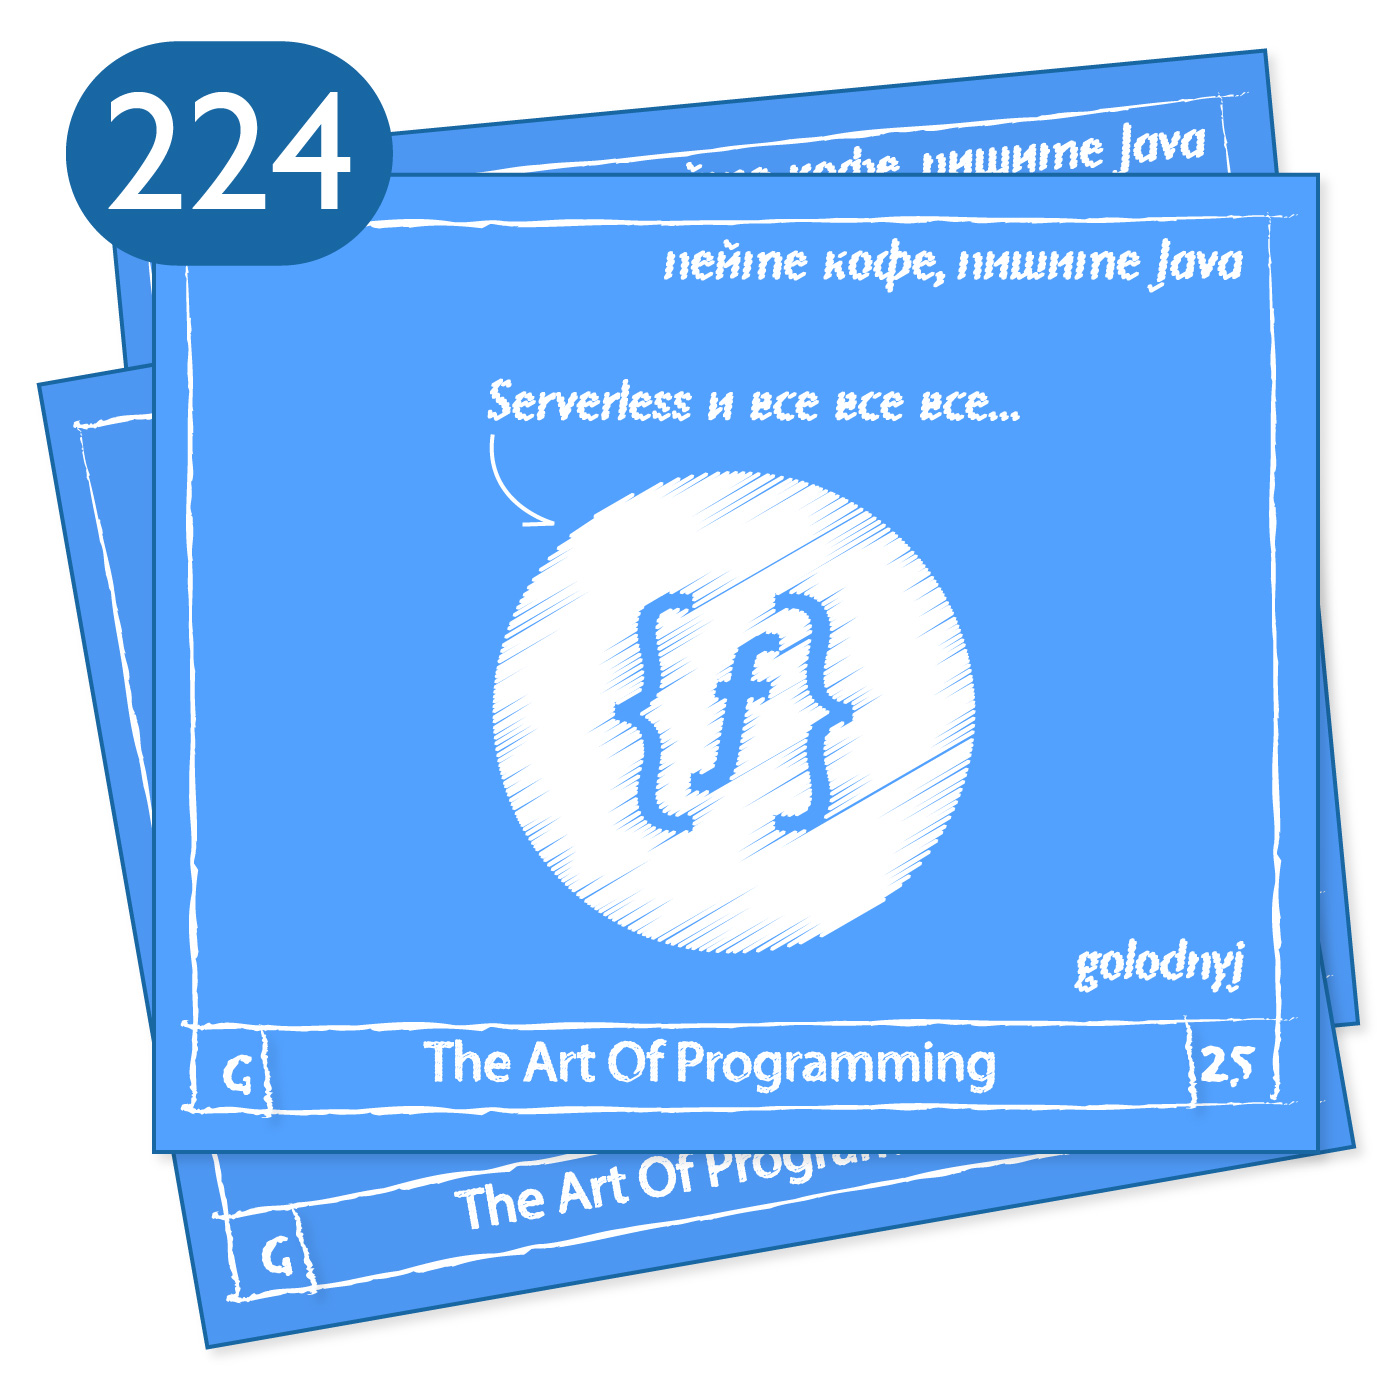 224
кофе, пишите Java
пейте кофе, пишите Java
Serverless и все все все...
{f}
golodnyj
G
The Art Of Programming
25
The Art Of
G